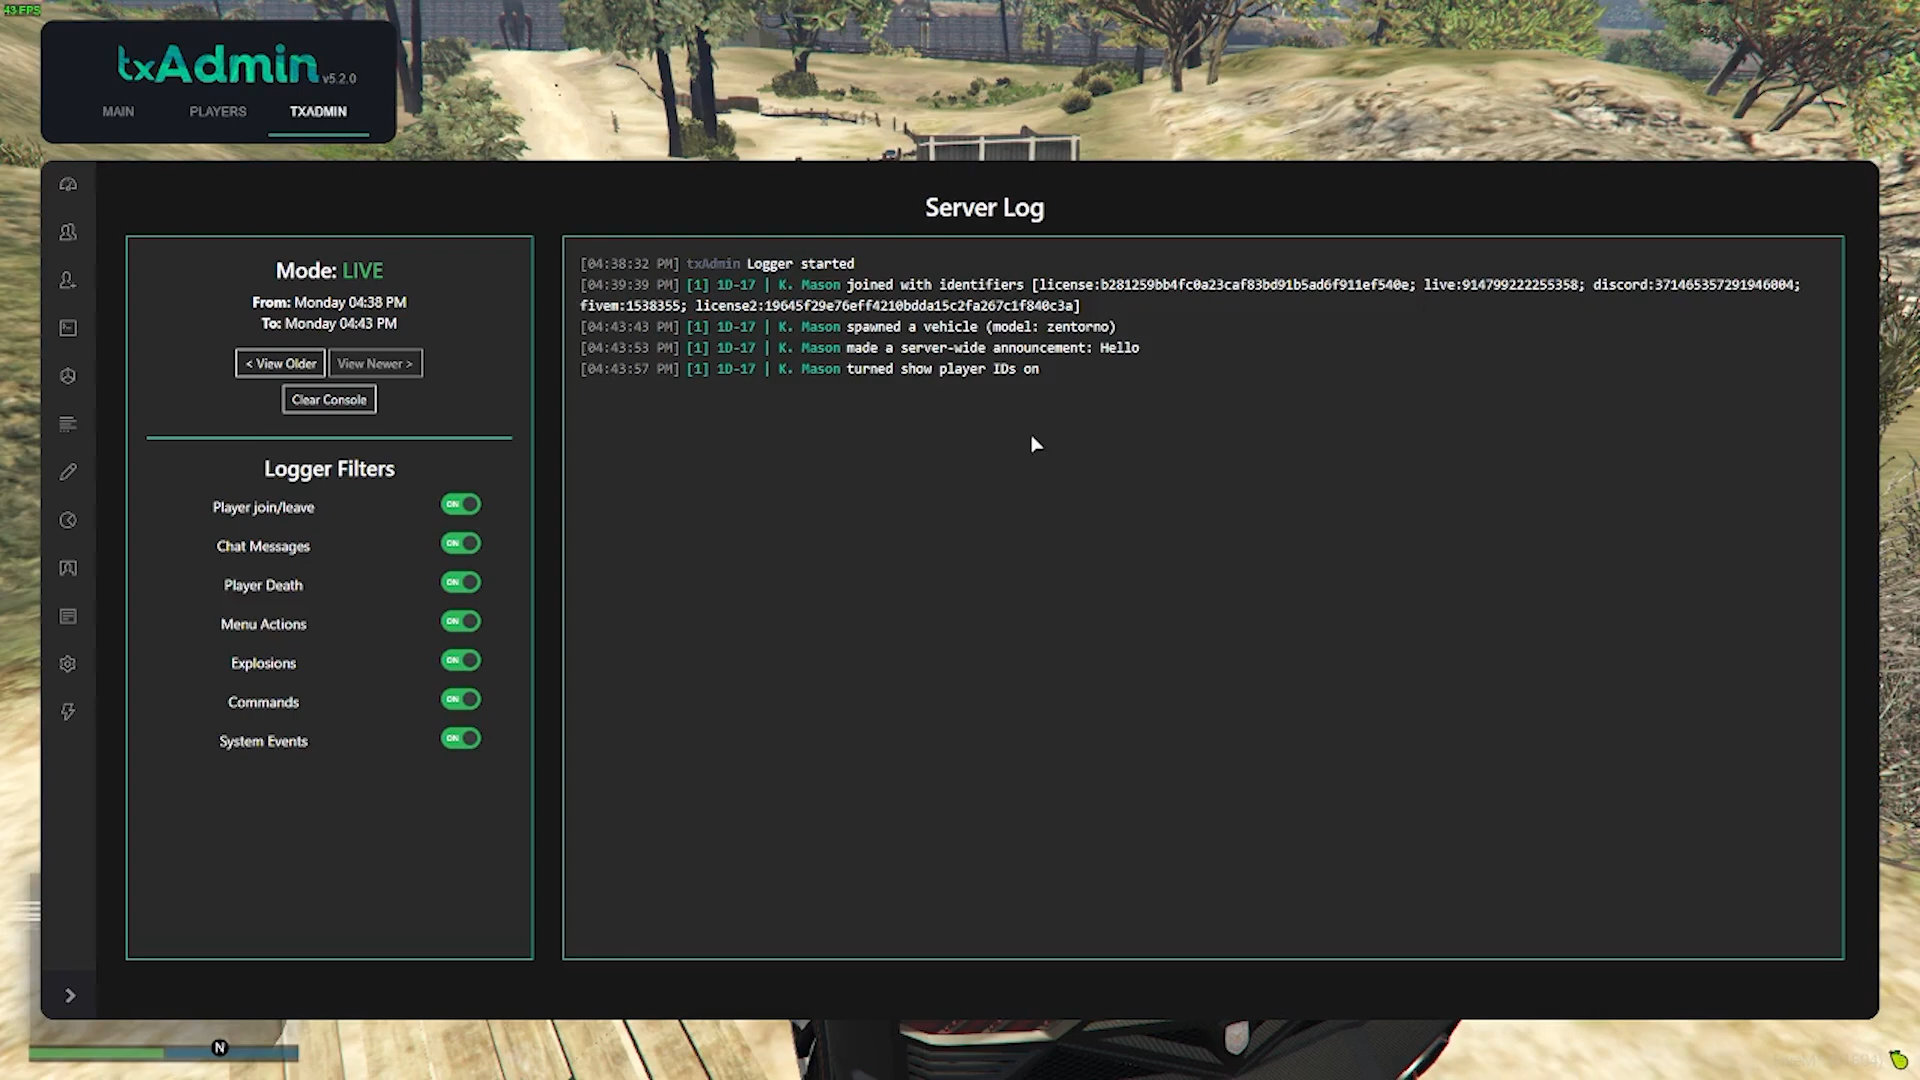 43 FPS
txAdmin v5.2.0
MAIN PLAYERS TXADMIN
Server Log
Mode: LIVE
From: Monday 04:38 PM
To: Monday 04:43 PM
< View Older View Newer >
Clear Console
Logger Filters
Player join/leave ON
Chat Messages ON
Player Death ON
Menu Actions ON
Explosions ON
Commands ON
System Events ON
[04:38:32 PM] txAdmin Logger started
[04:39:39 PM] [1] 1D-17 | K. Mason joined with identifiers [license:b281259bb4fc0a23caf83bd91b5ad6f911ef540e; live:914799222255358; discord:371465357291946004;
fivem:1538355; license2:19645f29e76eff4210bdda15c2fa267c1f840c3a]
[04:43:43 PM] [1] 1D-17 | K. Mason spawned a vehicle (model: zentorno)
[04:43:53 PM] [1] 1D-17 | K. Mason made a server-wide announcement: Hello
[04:43:57 PM] [1] 1D-17 | K. Mason turned show player IDs on
N